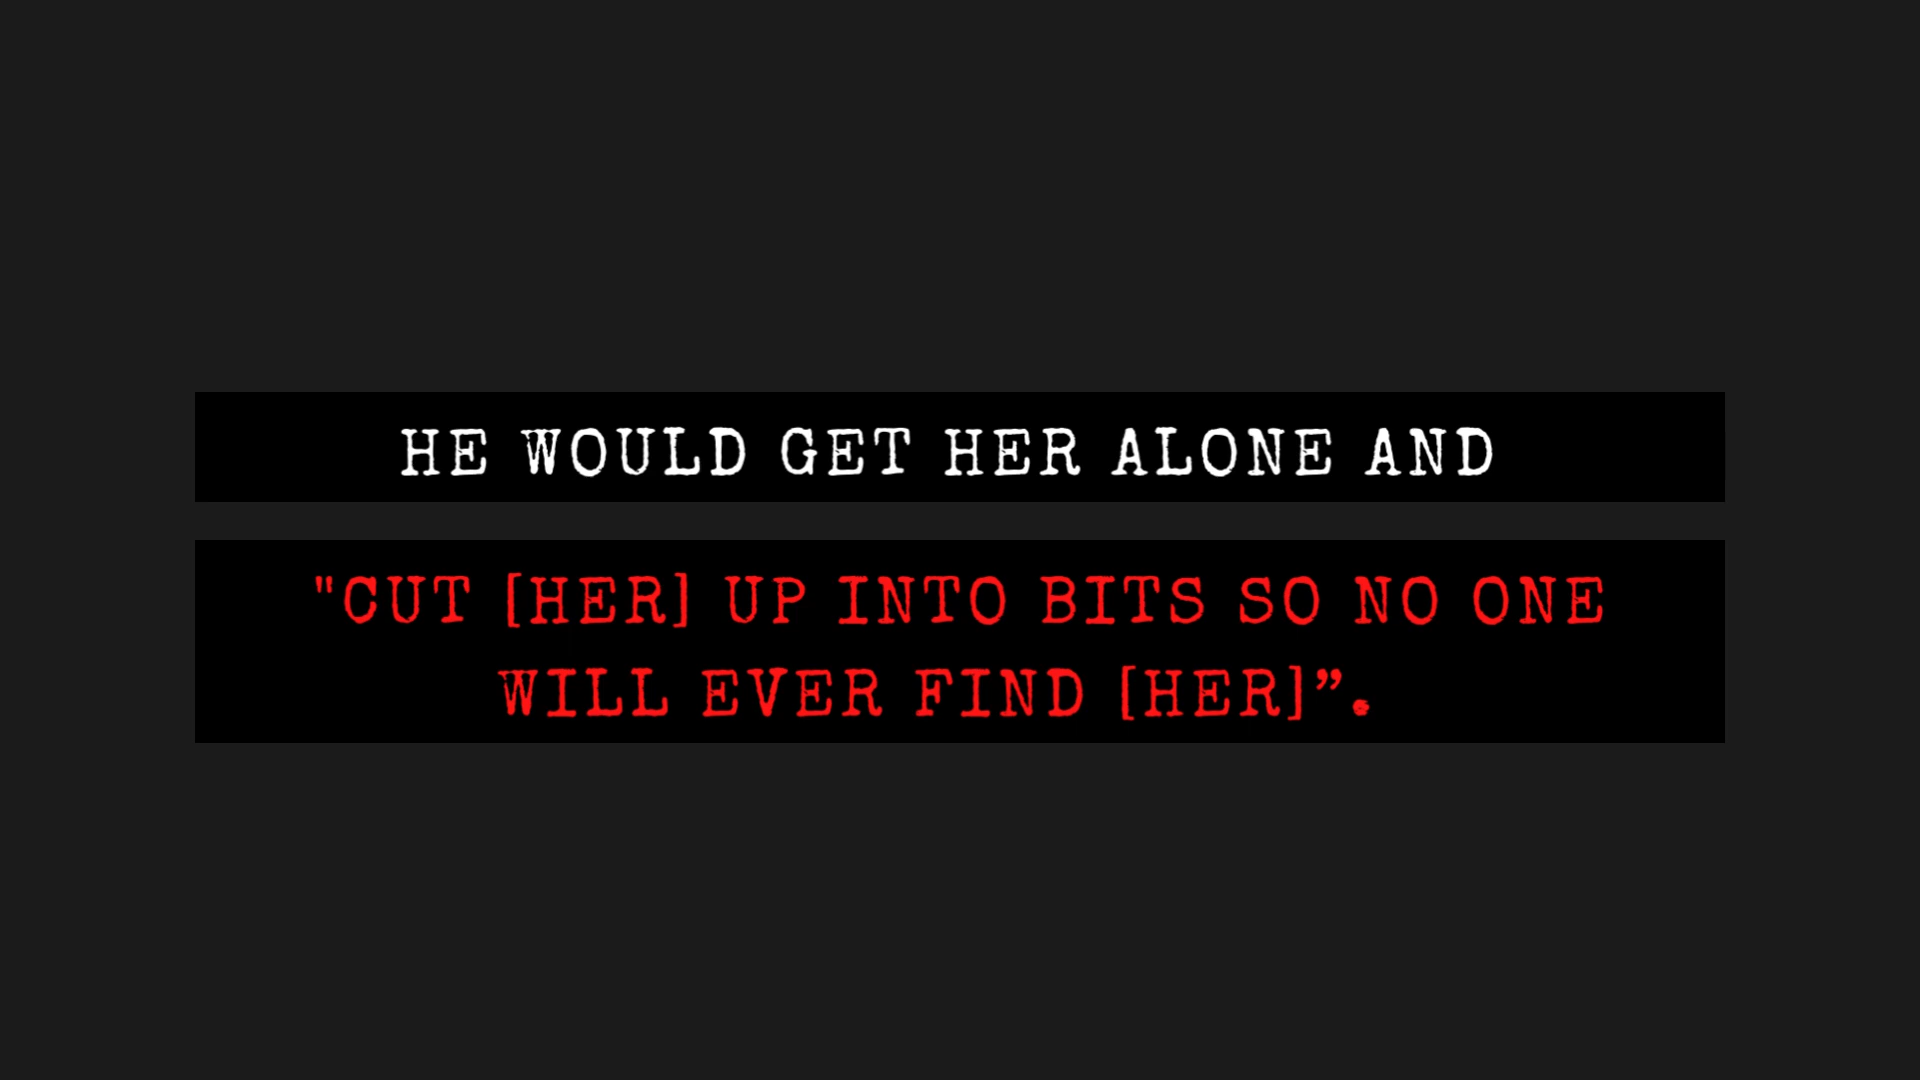 HE WOULD GET HER ALONE AND
"CUT [HER] UP INTO BITS SO NO ONE
WILL EVER FIND [HER]”.